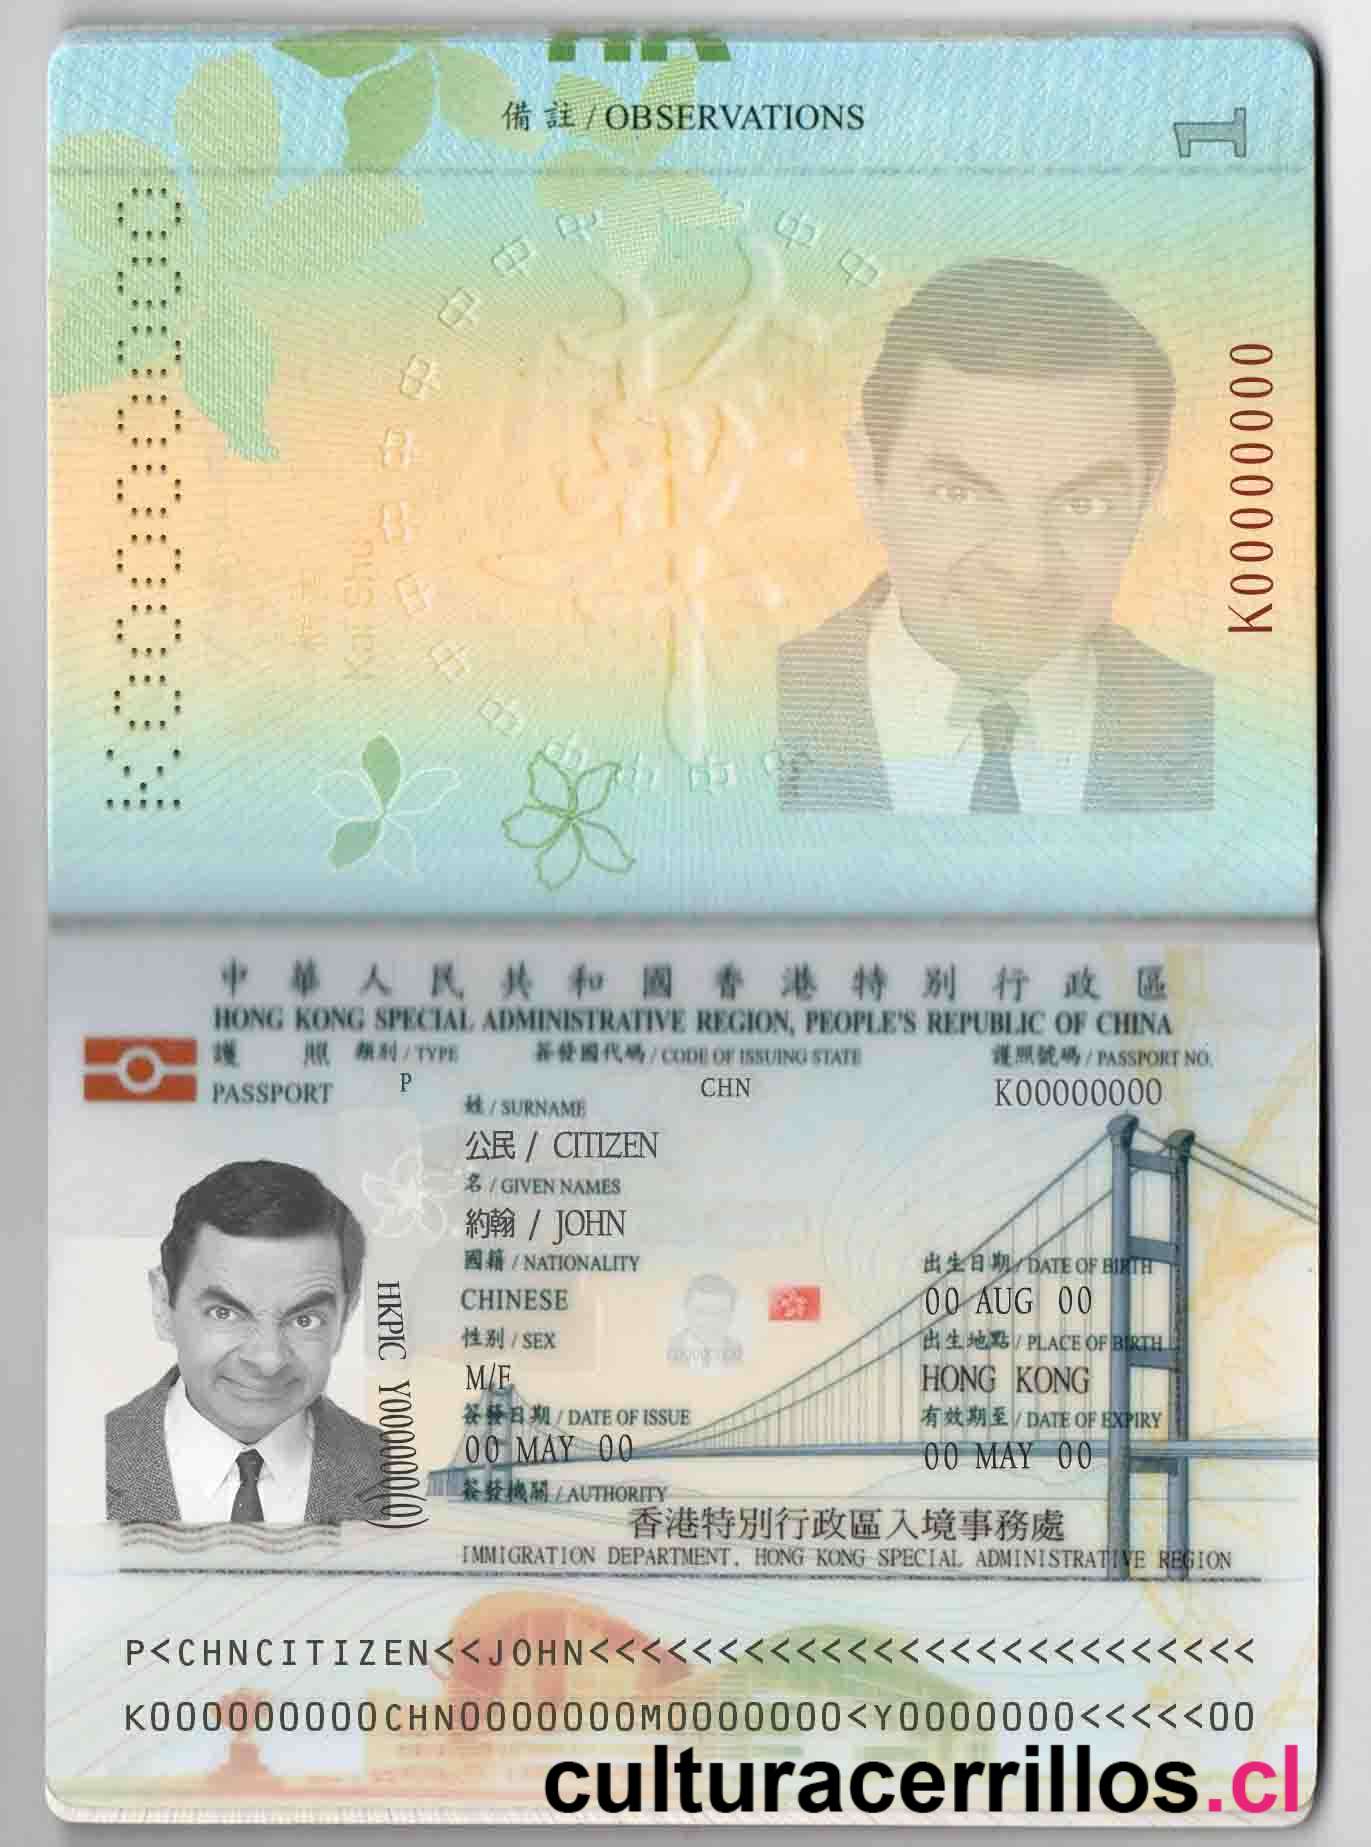 備註 / OBSERVATIONS
1
K00000000
中華人民共和國香港特別行政區
HONG KONG SPECIAL ADMINISTRATIVE REGION, PEOPLE'S REPUBLIC OF CHINA
護照 類別 / TYPE 簽發國代碼 / CODE OF ISSUING STATE 護照號碼 / PASSPORT NO.
PASSPORT P CHN K00000000
姓 / SURNAME
公民 / CITIZEN
名 / GIVEN NAMES
約翰 / JOHN
國籍 / NATIONALITY 出生日期 / DATE OF BIRTH
CHINESE 00 AUG 00
性別 / SEX 出生地點 / PLACE OF BIRTH
M/F HONG KONG
簽發日期 / DATE OF ISSUE 有效期至 / DATE OF EXPIRY
00 MAY 00 00 MAY 00
簽發機關 / AUTHORITY
香港特別行政區入境事務處
IMMIGRATION DEPARTMENT, HONG KONG SPECIAL ADMINISTRATIVE REGION
HKPIC Y000000(0)
P<CHNCITIZEN<<JOHN<<<<<<<<<<<<<<<<<<<<<<<<<<
K000000000CHN0000000M0000000<Y0000000<<<<<00
culturacerrillos.cl